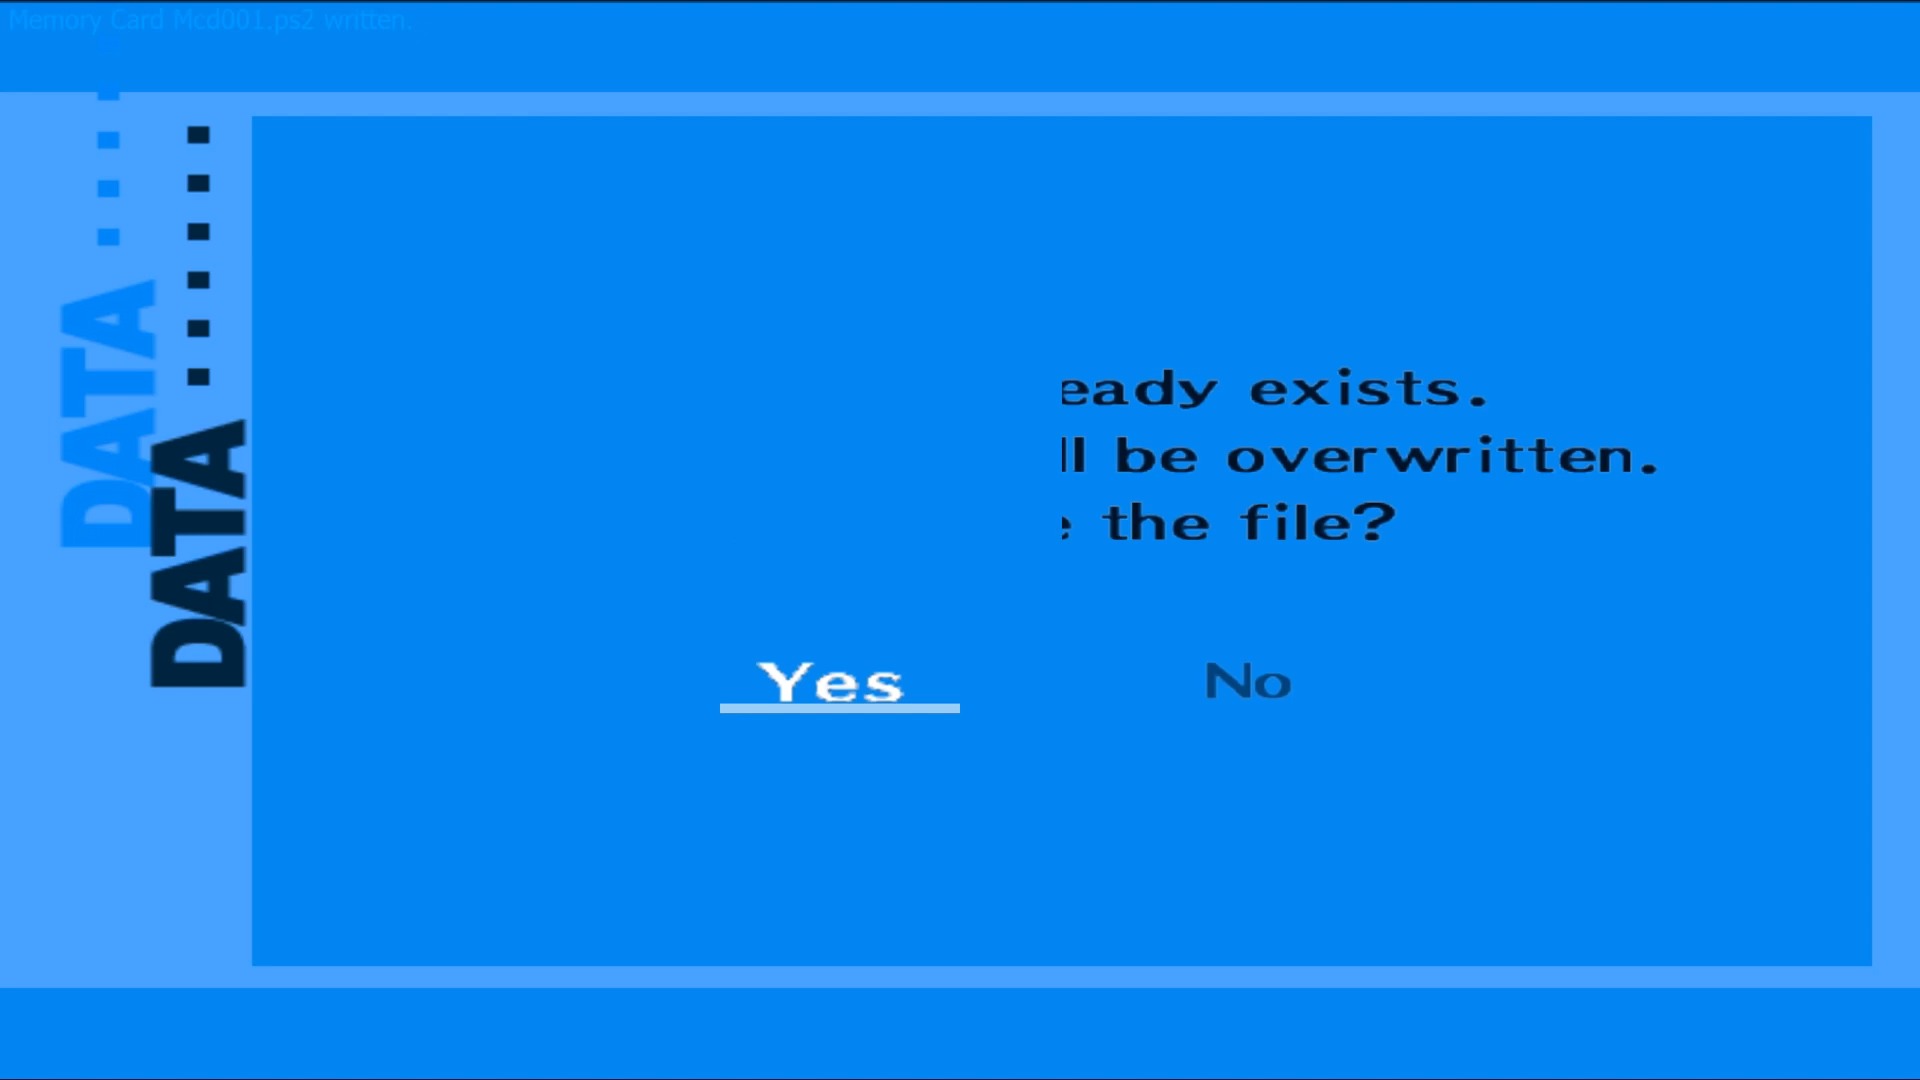 Memory Card Mcd001.ps2 written.
DATA
DATA
eady exists.
ll be overwritten.
the file?
Yes
No